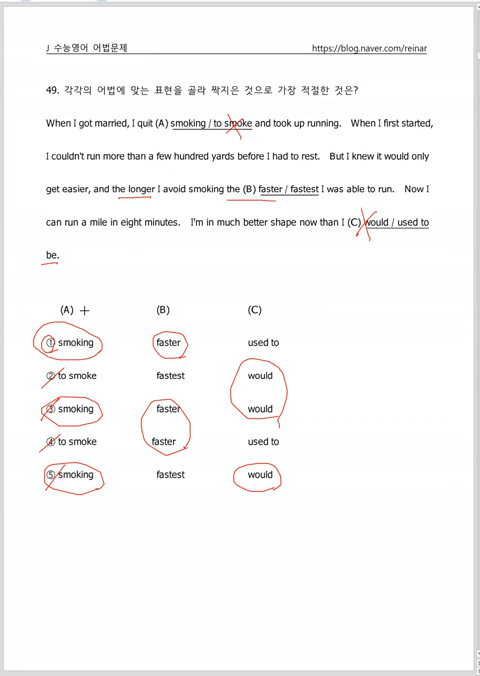 J 수능영어 어법문제 https://blog.naver.com/reinar
49. 각각의 어법에 맞는 표현을 골라 짝지은 것으로 가장 적절한 것은?
When I got married, I quit (A) smoking / to smoke and took up running. When I first started,
I couldn't run more than a few hundred yards before I had to rest. But I knew it would only
get easier, and the longer I avoid smoking the (B) faster / fastest I was able to run. Now I
can run a mile in eight minutes. I'm in much better shape now than I (C) would / used to
be.
(A) (B) (C)
① smoking faster used to
② to smoke fastest would
③ smoking faster would
④ to smoke faster used to
⑤ smoking fastest would